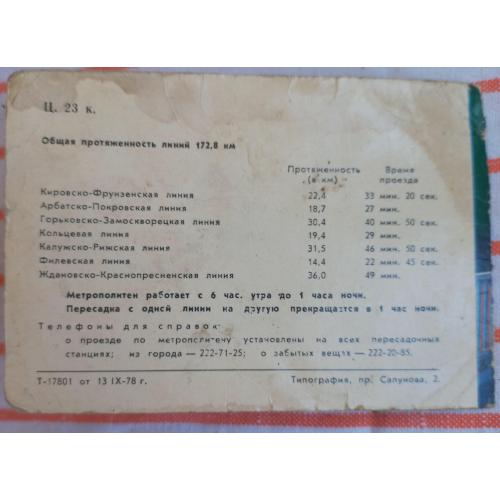 Ц. 23 к.
Общая протяженность линий 172,8 км
Протяженность Время
(в км) проезда
Кировско-Фрунзенская линия 22,4 33 мин. 20 сек.
Арбатско-Покровская линия 18,7 27 мин.
Горьковско-Замоскворецкая линия 30,4 40 мин. 50 сек.
Кольцевая линия 19,4 29 мин.
Калужско-Рижская линия 31,5 46 мин. 50 сек.
Филевская линия 14,4 22 мин. 45 сек.
Ждановско-Краснопресненская линия 36,0 49 мин.
Метрополитен работает с 6 час. утра до 1 часа ночи.
Пересадка с одной линии на другую прекращается в 1 час ночи.
Телефоны для справок:
о проезде по метрополитену установлены на всех пересадочных
станциях; из города — 222-71-25; о забытых вещах — 222-20-85.
Т-17801 от 13 IX-78 г. Типография, пр. Сапунова, 2.